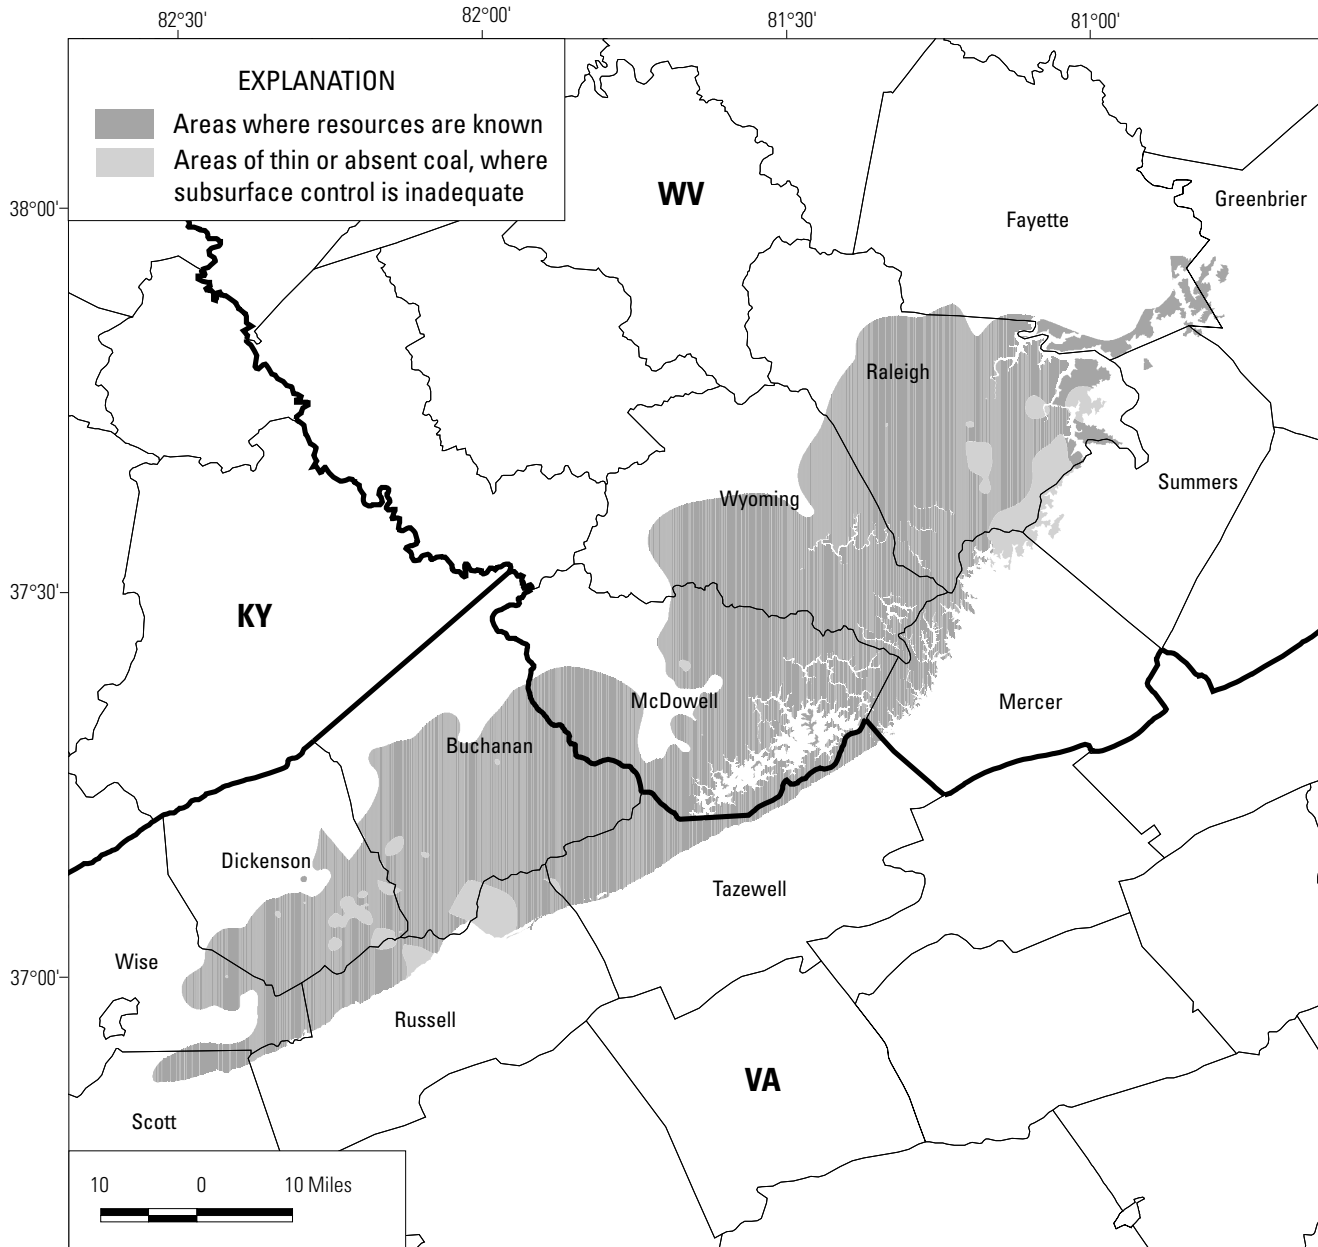 82°30'
82°00'
81°30'
81°00'
EXPLANATION
Areas where resources are known
Areas of thin or absent coal, where
subsurface control is inadequate
WV
38°00'
Greenbrier
Fayette
Raleigh
Summers
Wyoming
37°30'
KY
McDowell
Mercer
Buchanan
Dickenson
Tazewell
Wise
37°00'
Russell
VA
Scott
10 0 10 Miles